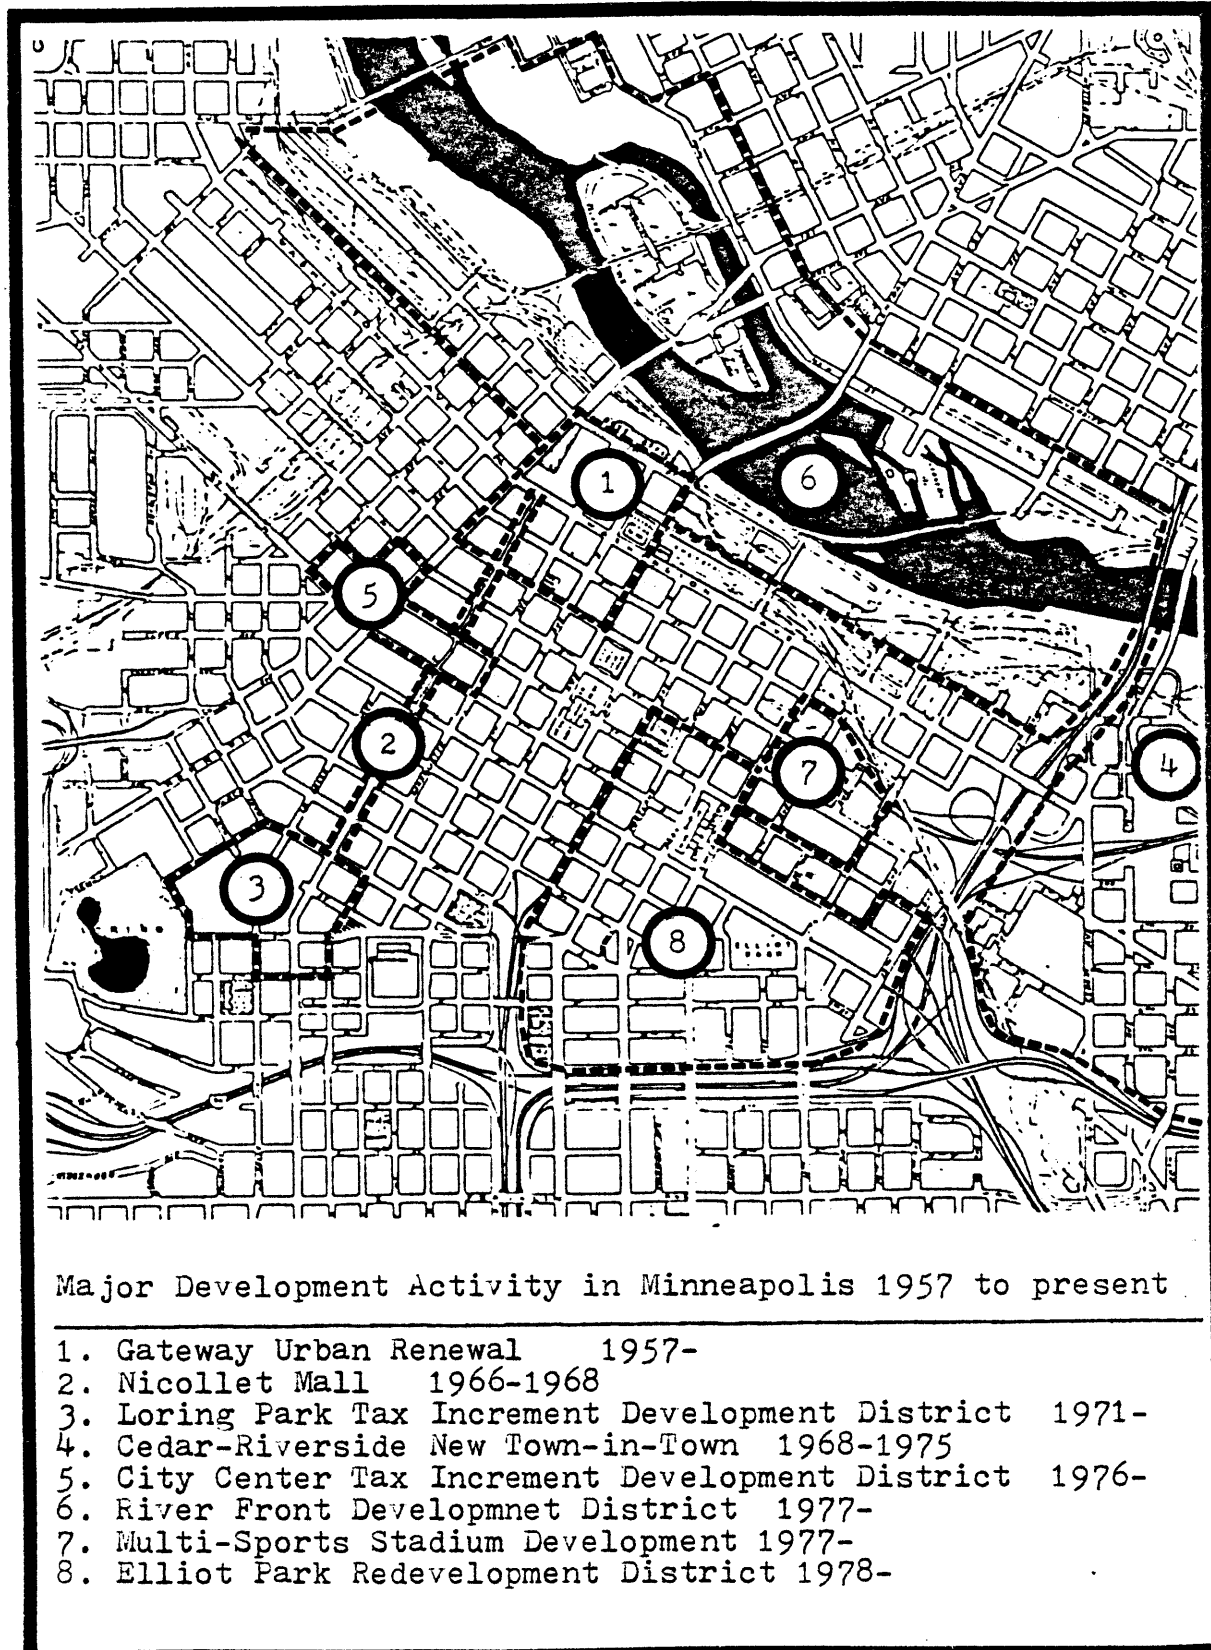 1
6
5
2
7
4
3
8
Major Development Activity in Minneapolis 1957 to present
1. Gateway Urban Renewal 1957-
2. Nicollet Mall 1966-1968
3. Loring Park Tax Increment Development District 1971-
4. Cedar-Riverside New Town-in-Town 1968-1975
5. City Center Tax Increment Development District 1976-
6. River Front Developmnet District 1977-
7. Multi-Sports Stadium Development 1977-
8. Elliot Park Redevelopment District 1978-